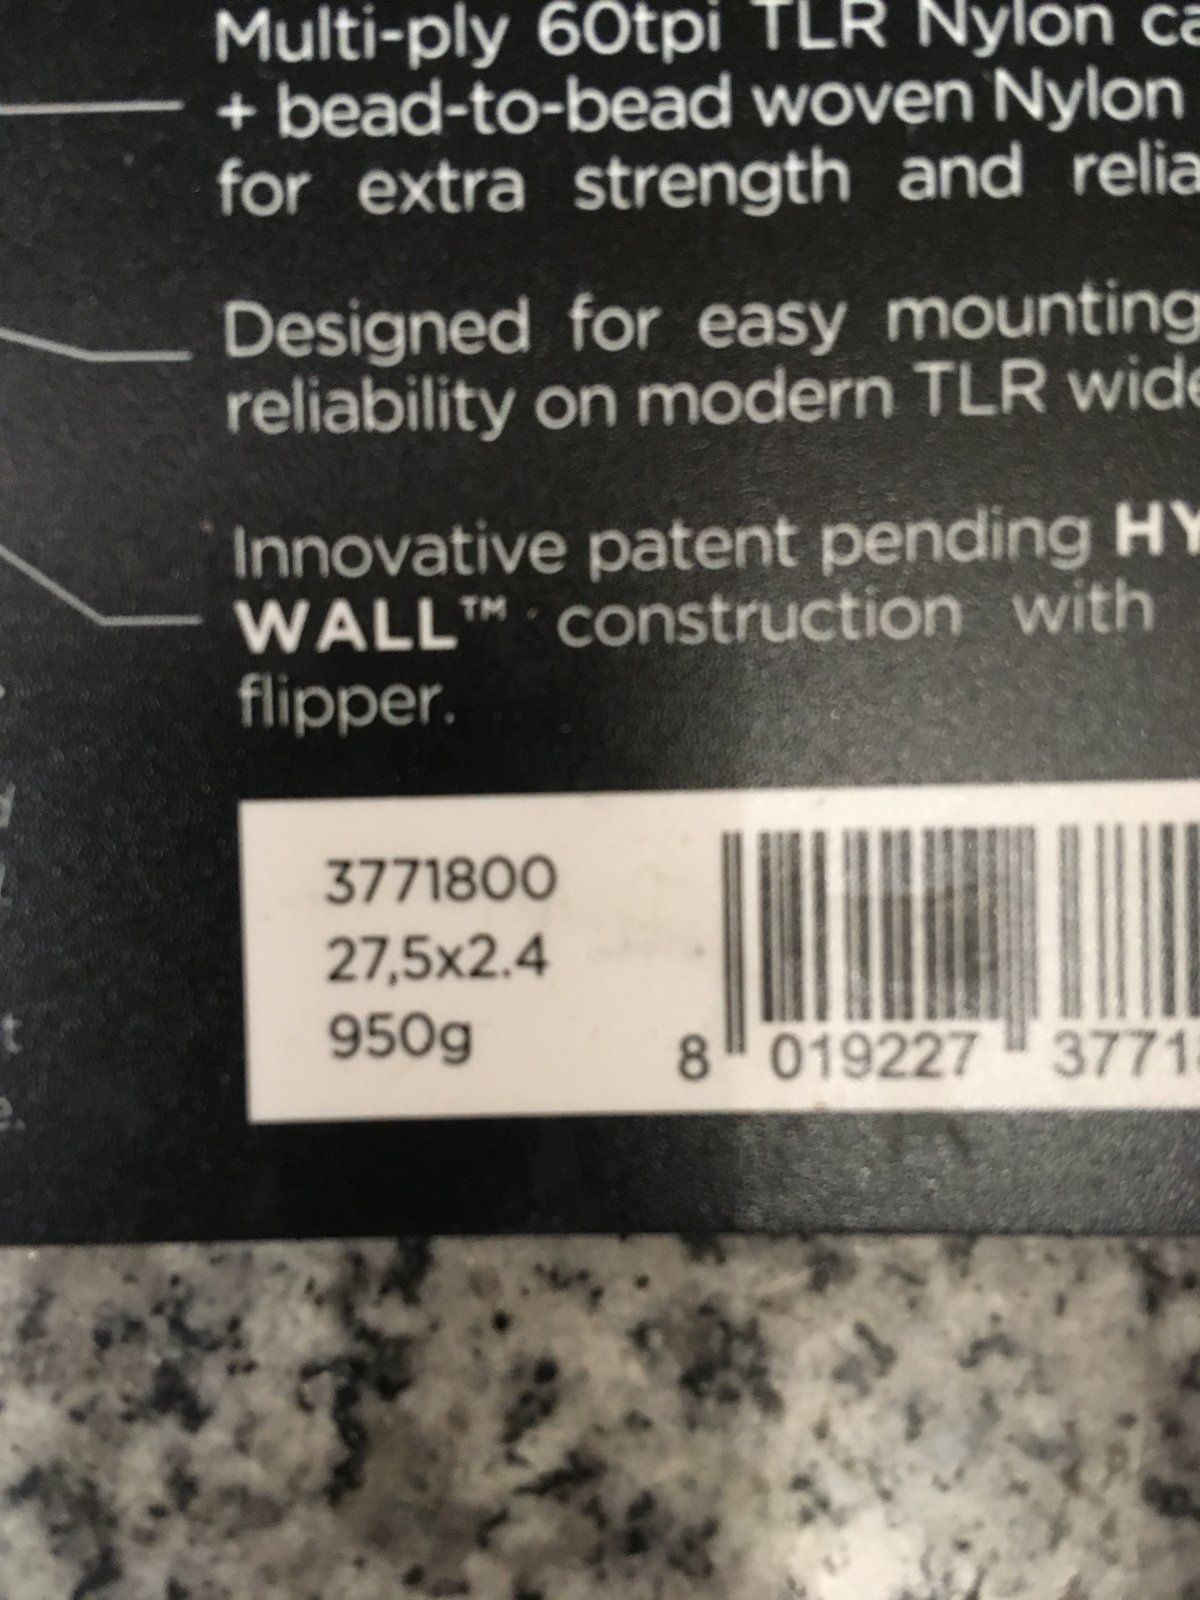 Multi-ply 60tpi TLR Nylon ca
+ bead-to-bead woven Nylon
for extra strength and relia
Designed for easy mounting
reliability on modern TLR wide
Innovative patent pending HY
WALL™ construction with
flipper.
3771800
27,5x2.4
950g
8 019227 3771